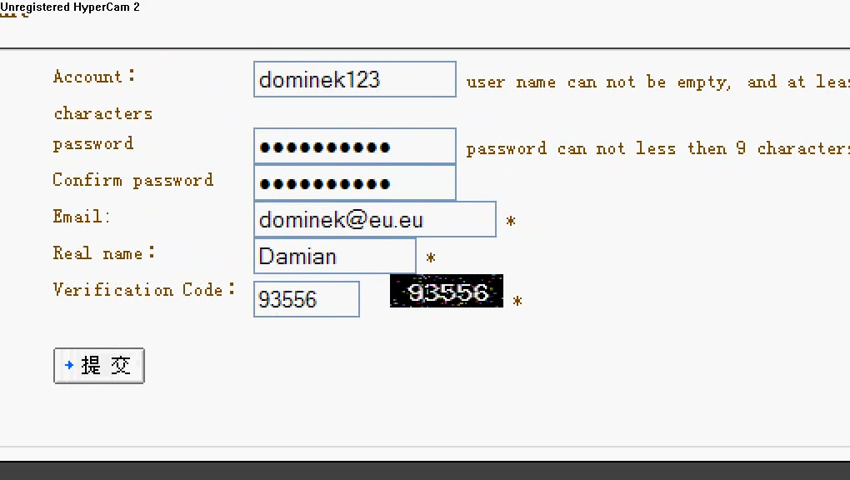 Unregistered HyperCam 2
Account： dominek123 user name can not be empty, and at leas
characters
password ●●●●●●●●●● password can not less then 9 characters
Confirm password ●●●●●●●●●●
Email: dominek@eu.eu *
Real name： Damian *
Verification Code： 93556 93556 *
提 交